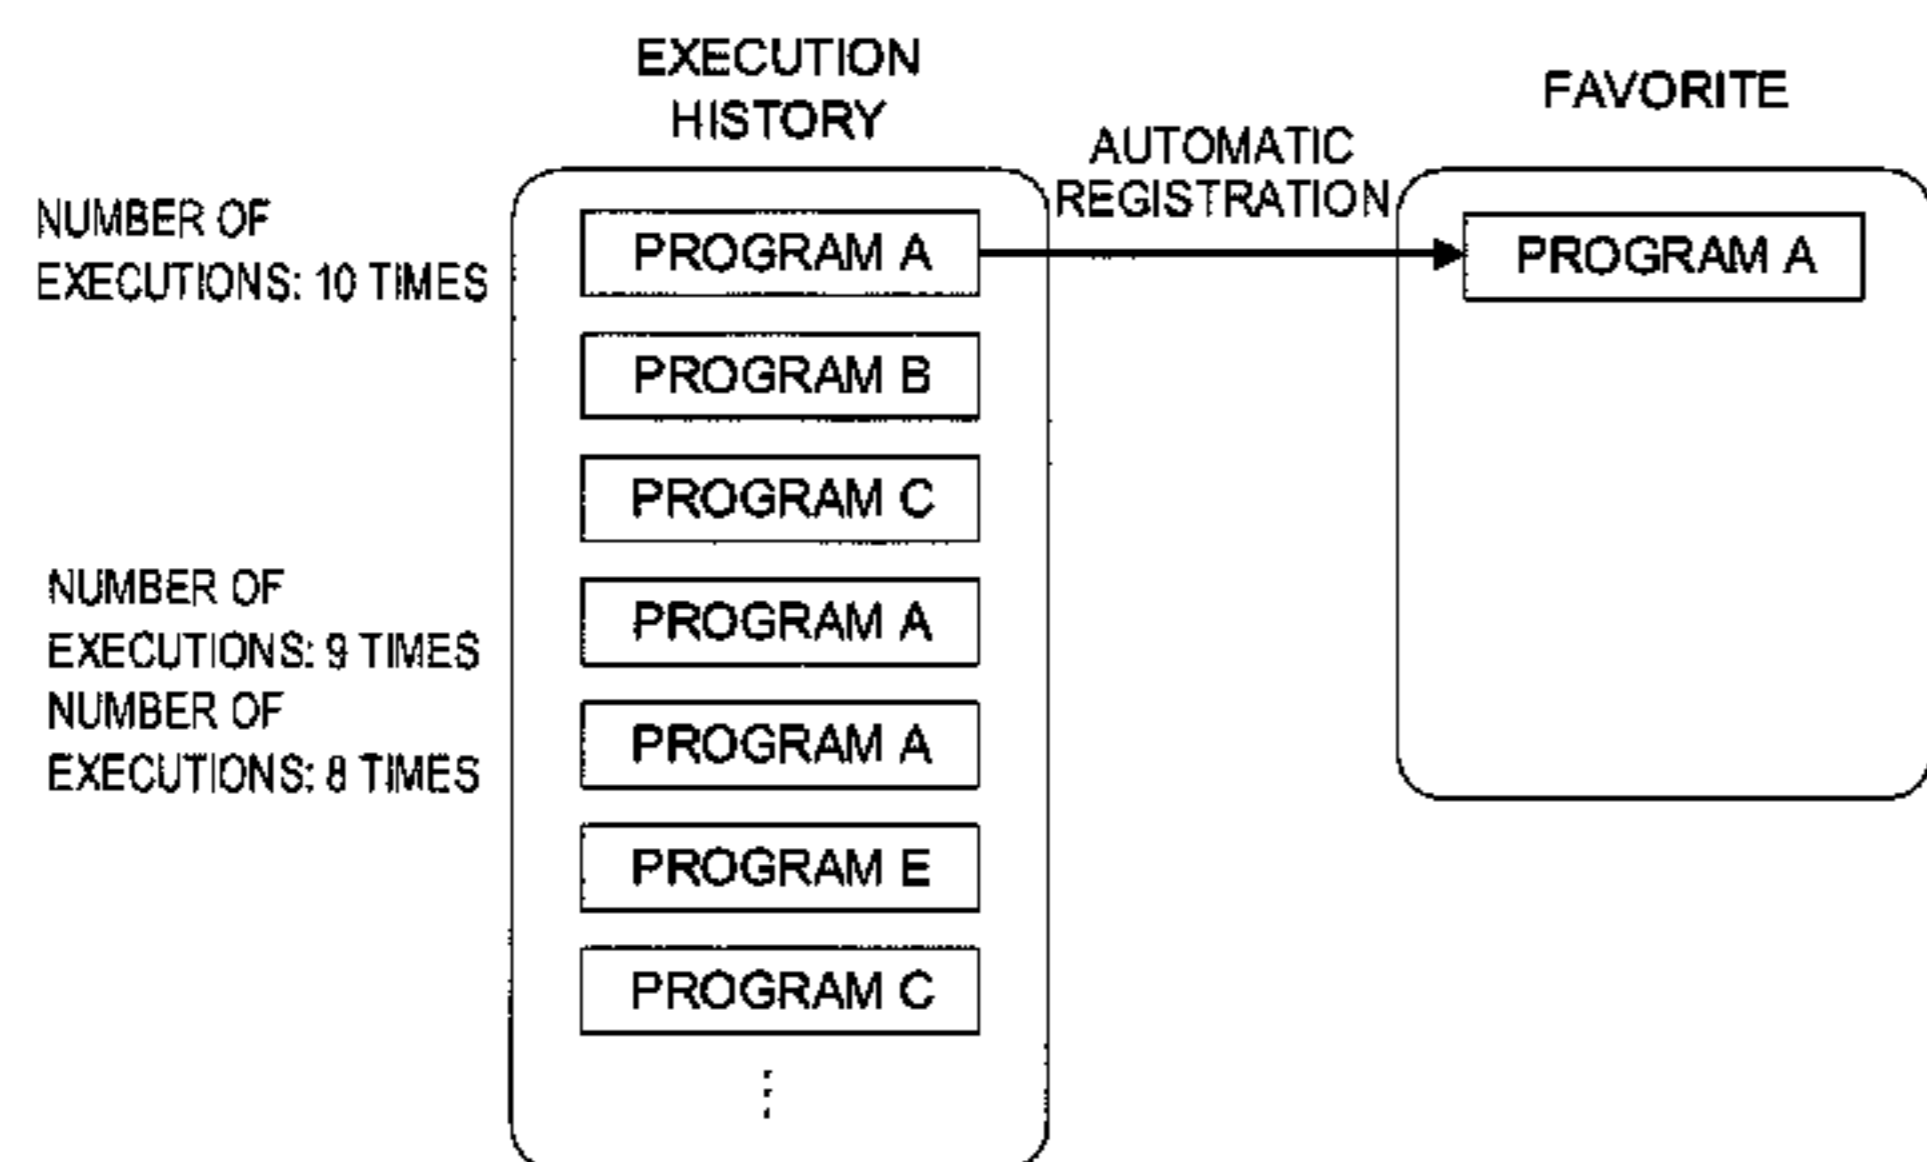 EXECUTION
HISTORY
FAVORITE
AUTOMATIC
REGISTRATION
NUMBER OF
EXECUTIONS: 10 TIMES
PROGRAM A
PROGRAM A
PROGRAM B
PROGRAM C
NUMBER OF
EXECUTIONS: 9 TIMES
PROGRAM A
NUMBER OF
EXECUTIONS: 8 TIMES
PROGRAM A
PROGRAM E
PROGRAM C